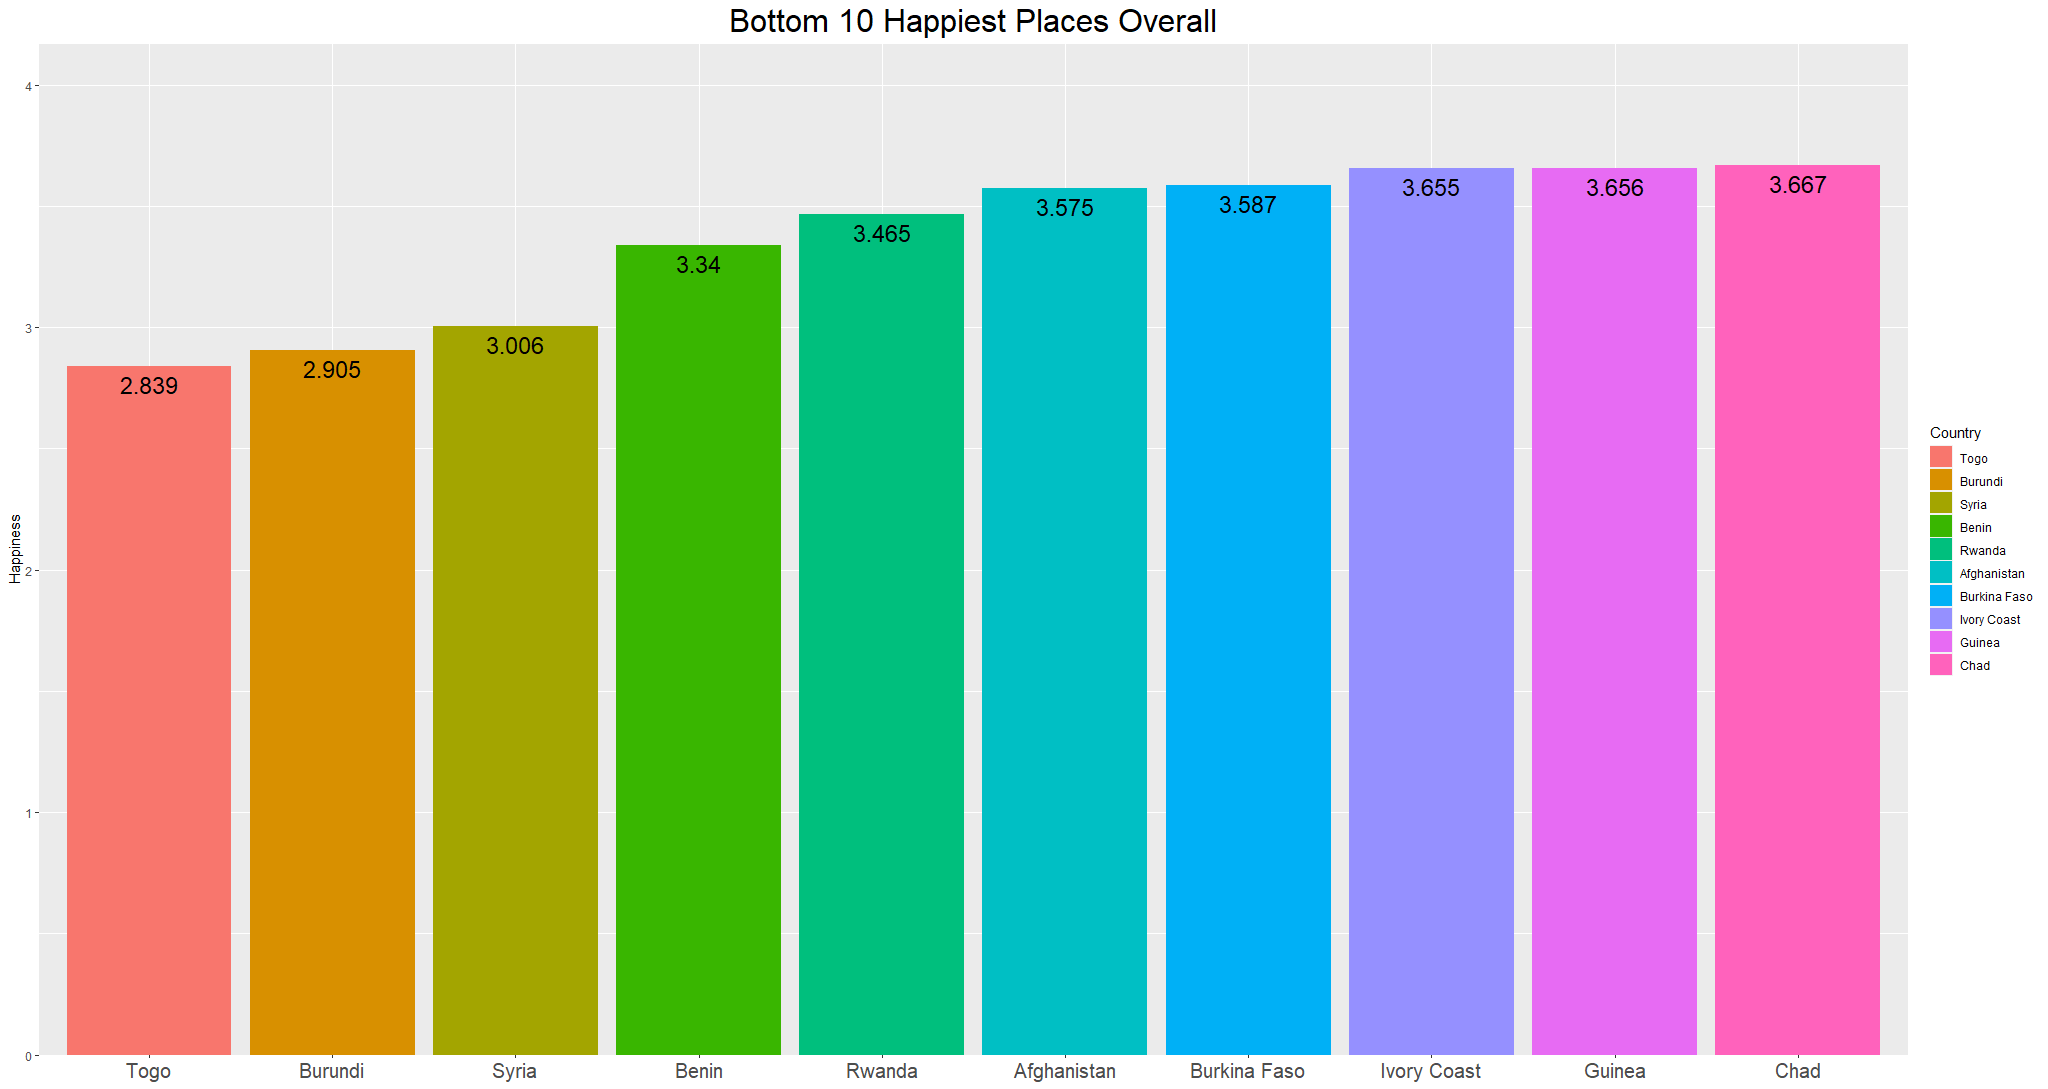 Bottom 10 Happiest Places Overall
Happiness
4
3
2
1
0
2.839
2.905
3.006
3.34
3.465
3.575
3.587
3.655
3.656
3.667
Togo
Burundi
Syria
Benin
Rwanda
Afghanistan
Burkina Faso
Ivory Coast
Guinea
Chad
Country
Togo
Burundi
Syria
Benin
Rwanda
Afghanistan
Burkina Faso
Ivory Coast
Guinea
Chad